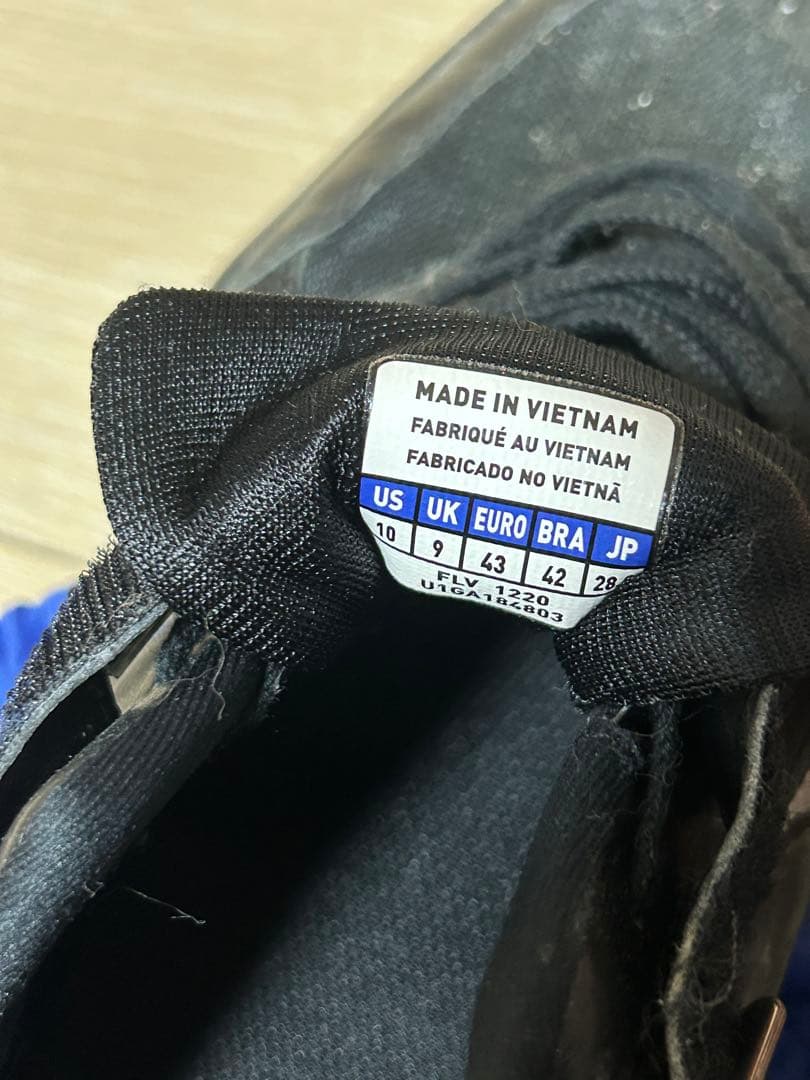 MADE IN VIETNAM
FABRIQUÉ AU VIETNAM
FABRICADO NO VIETNÃ
US UK EURO BRA JP
10 9 43 42 28
FLV 1220
U1GA184803